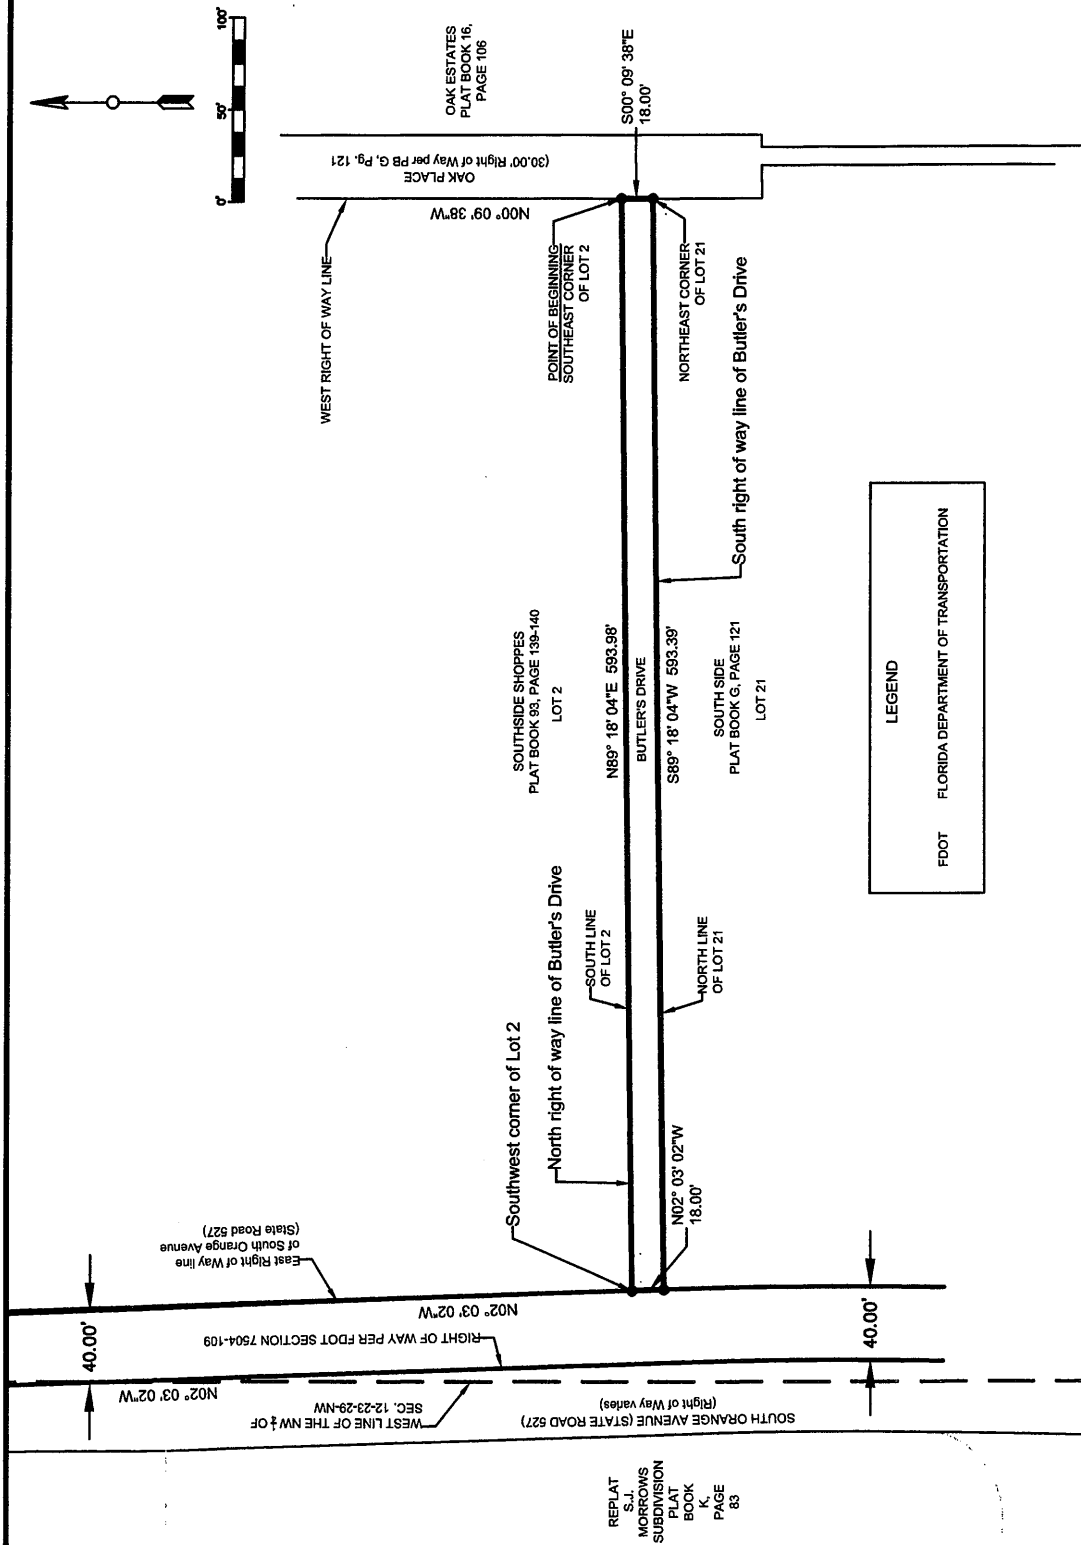 0'
50'
100'
OAK ESTATES
PLAT BOOK 16,
PAGE 106
OAK PLACE
(30.00' Right of Way per PB G, Pg. 121
S00° 09' 38"E
18.00'
N00° 09' 38"W
WEST RIGHT OF WAY LINE
POINT OF BEGINNING
SOUTHEAST CORNER
OF LOT 2
NORTHEAST CORNER
OF LOT 21
South right of way line of Butler's Drive
SOUTHSIDE SHOPPES
PLAT BOOK 93, PAGE 139-140
LOT 2
N89° 18' 04"E 593.98'
BUTLER'S DRIVE
S89° 18' 04"W 593.39'
SOUTH SIDE
PLAT BOOK G, PAGE 121
LOT 21
LEGEND
FDOT FLORIDA DEPARTMENT OF TRANSPORTATION
SOUTH LINE
OF LOT 2
NORTH LINE
OF LOT 21
North right of way line of Butler's Drive
Southwest corner of Lot 2
N02° 03' 02"W
18.00'
East Right of Way line
of South Orange Avenue
(State Road 527)
N02° 03' 02"W
RIGHT OF WAY PER FDOT SECTION 7504-109
40.00'
40.00'
N02° 03' 02"W
WEST LINE OF THE NW ¼ OF
SEC. 12-23-29-NW
SOUTH ORANGE AVENUE (STATE ROAD 527)
(Right of Way varies)
REPLAT
S.J.
MORROWS
SUBDIVISION
PLAT
BOOK
K,
PAGE
83